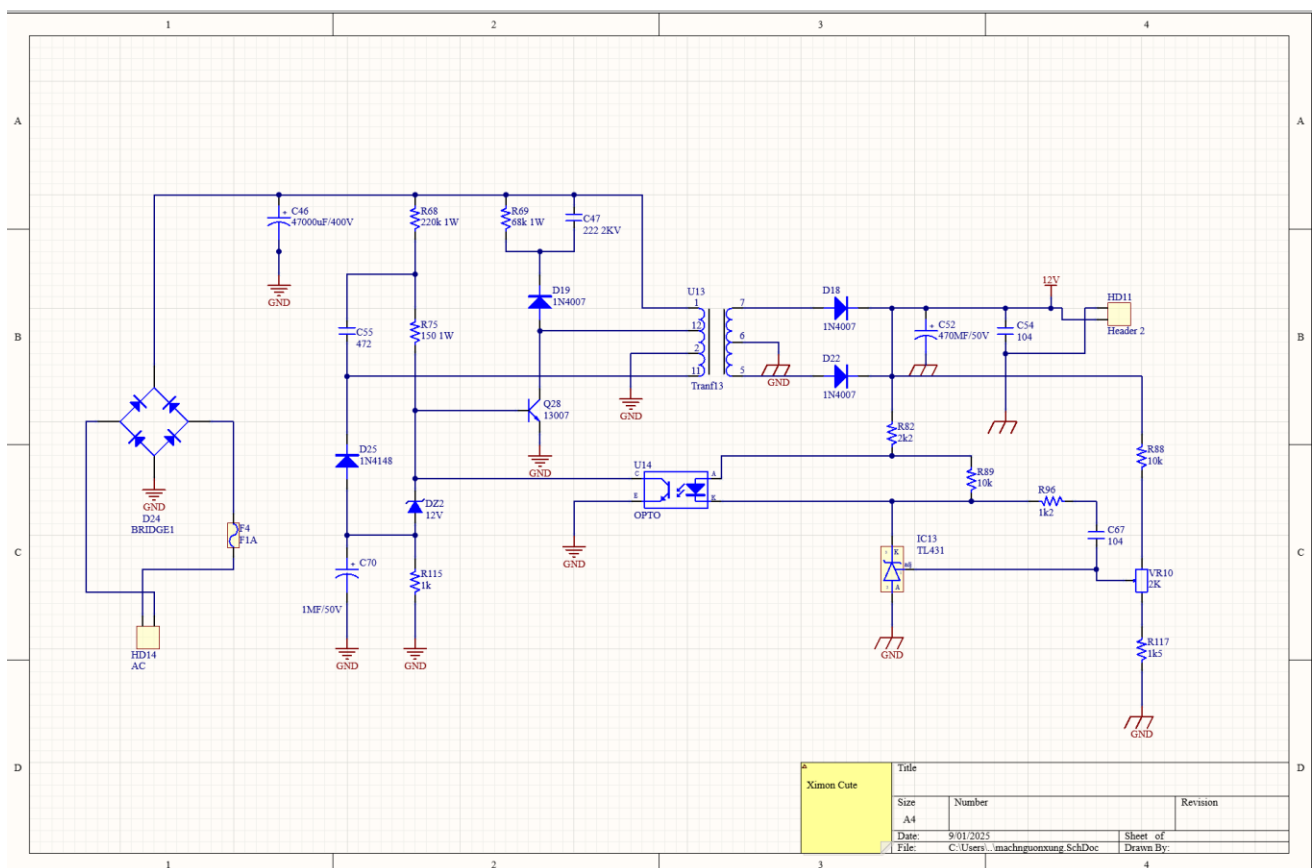 1 2 3 4
A A
B B
C C
D D
C46
47000uF/400V
GND
R68
220k 1W
R69
68k 1W
C47
222 2KV
D19
1N4007
C55
472
R75
150 1W
U13
1
12
2
11
7
6
5
Tranf13
GND
GND
D18
1N4007
D22
1N4007
C52
470MF/50V
C54
104
12V
HD11
Header 2
Q28
13007
GND
D24
BRIDGE1
GND
F4
F1A
HD14
AC
D25
1N4148
DZ2
12V
C70
1MF/50V
R115
1k
GND
GND
U14
C
E
A
K
OPTO
GND
R82
2k2
R89
10k
R96
1k2
C67
104
R88
10k
IC13
TL431
K
adj
A
GND
VR10
2K
R117
1k5
GND
Ximon Cute
Title
Size Number Revision
A4
Date: 9/01/2025 Sheet of
File: C:\Users\..\machnguonxung.SchDoc Drawn By:
1 2 3 4